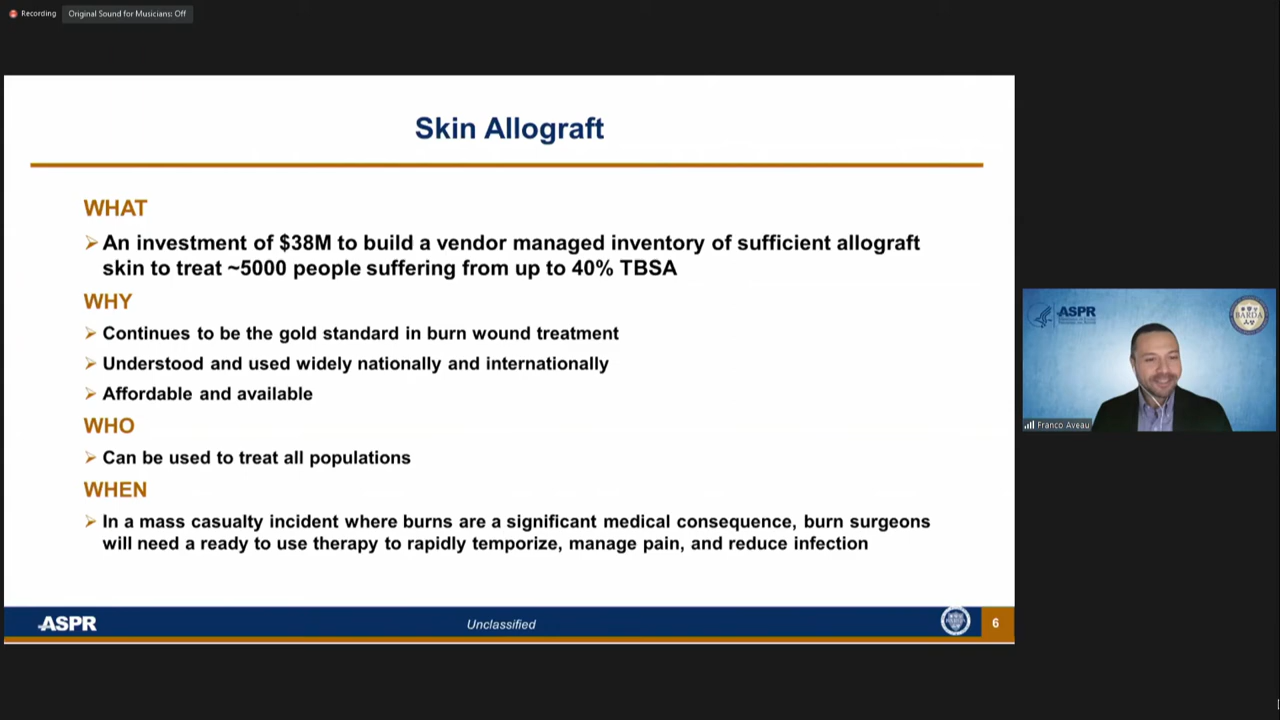 Recording
Original Sound for Musicians: Off
Skin Allograft
WHAT
An investment of $38M to build a vendor managed inventory of sufficient allograft
skin to treat ~5000 people suffering from up to 40% TBSA
WHY
Continues to be the gold standard in burn wound treatment
Understood and used widely nationally and internationally
Affordable and available
WHO
Can be used to treat all populations
WHEN
In a mass casualty incident where burns are a significant medical consequence, burn surgeons
will need a ready to use therapy to rapidly temporize, manage pain, and reduce infection
ASPR
Unclassified
6
ASPR
BARDA
Franco Aveau